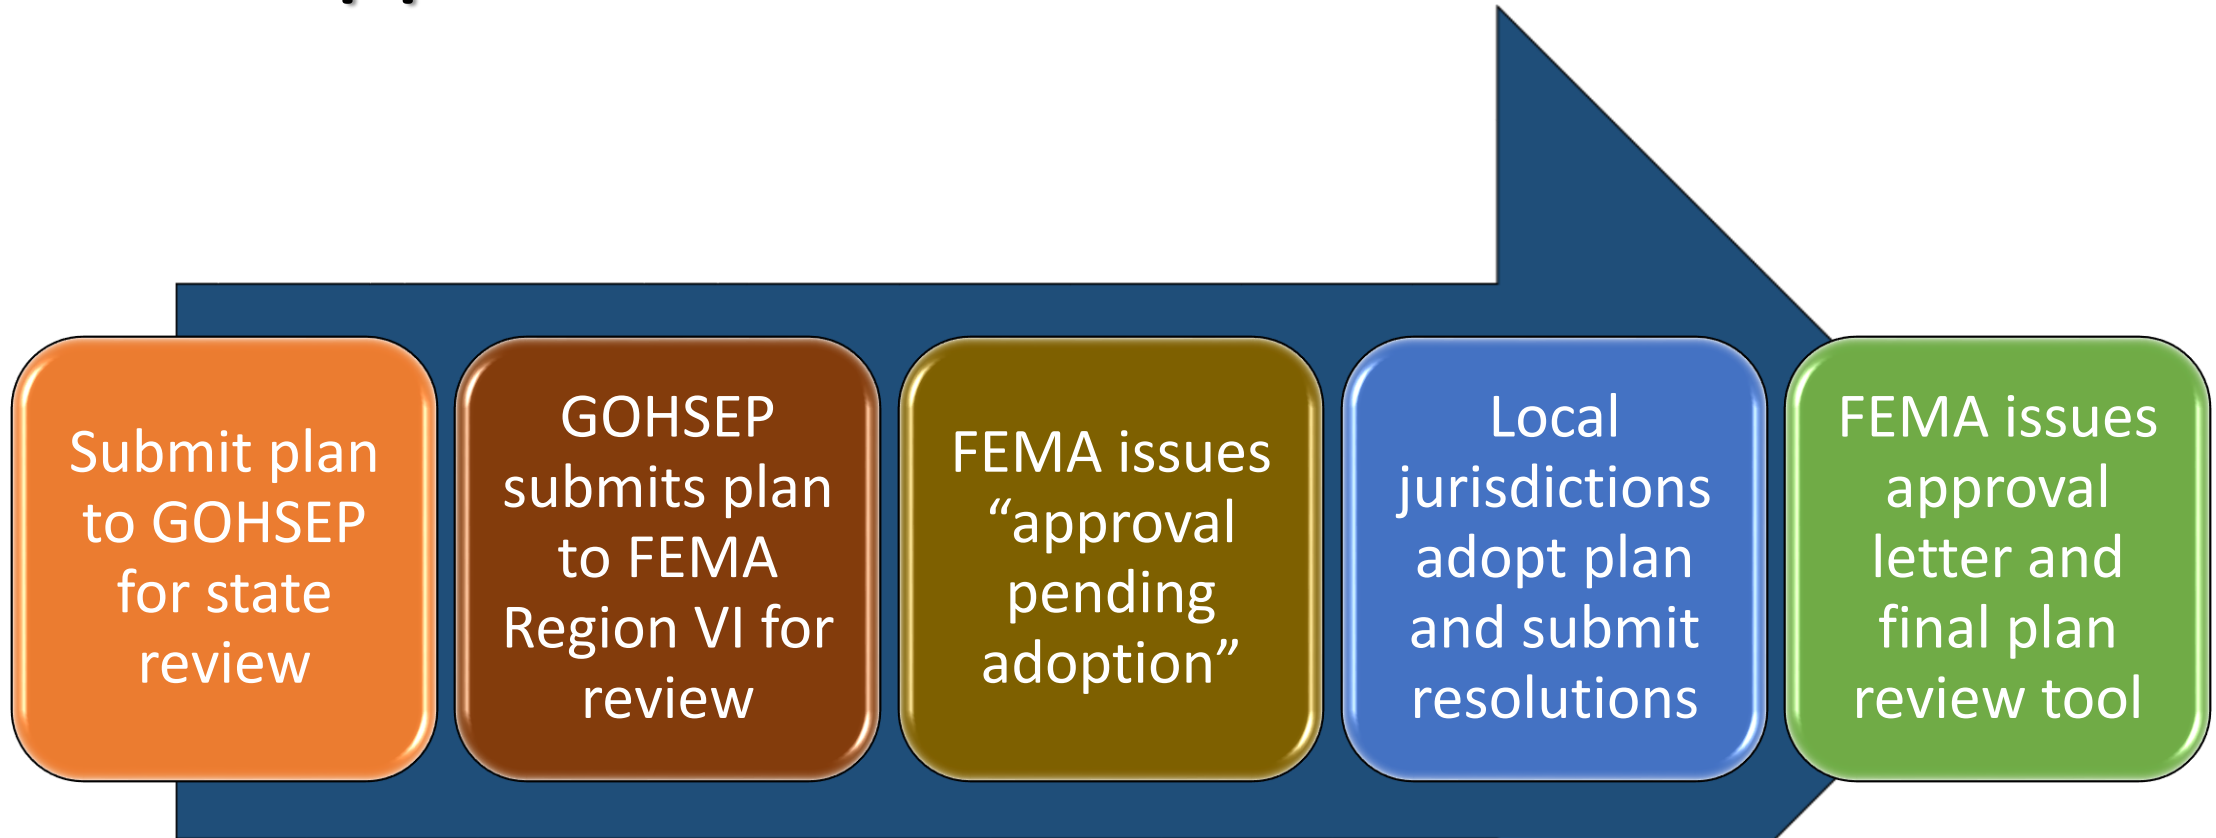 Submit plan
to GOHSEP
for state
review
GOHSEP
submits plan
to FEMA
Region VI for
review
FEMA issues
“approval
pending
adoption”
Local
jurisdictions
adopt plan
and submit
resolutions
FEMA issues
approval
letter and
final plan
review tool